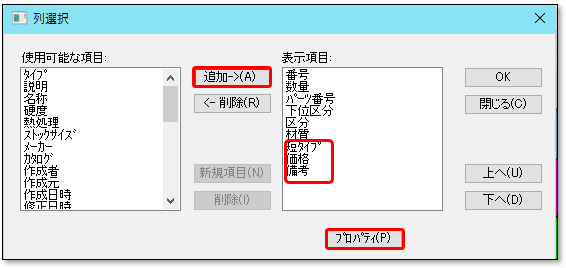 列選択
使用可能な項目:
ﾀｲﾌﾟ
説明
名称
硬度
熱処理
ｽﾄｯｸｻｲｽﾞ
ﾒｰｶｰ
ｶﾀﾛｸﾞ
作成者
作成元
作成日時
修正日時
追加->(A)
<- 削除(R)
新規項目(N)
削除(I)
表示項目:
番号
数量
ﾊﾟｰﾂ番号
下位区分
区分
材質
短ﾀｲﾌﾟ
価格
備考
OK
閉じる(C)
上へ(U)
下へ(D)
ﾌﾟﾛﾊﾟﾃｨ(P)